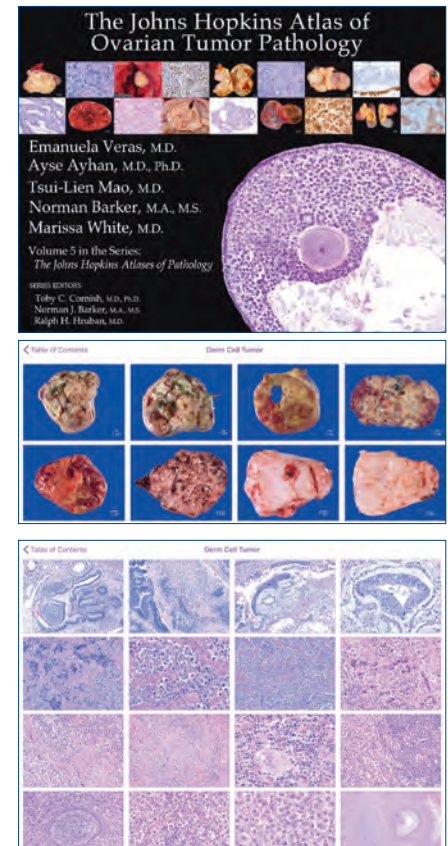 The Johns Hopkins Atlas of
Ovarian Tumor Pathology
Emanuela Veras, M.D.
Ayse Ayhan, M.D., Ph.D.
Tsui-Lien Mao, M.D.
Norman Barker, M.A., M.S.
Marissa White, M.D.
Volume 5 in the Series:
The Johns Hopkins Atlases of Pathology
SERIES EDITORS
Toby C. Cornish, M.D., Ph.D.
Norman J. Barker, M.A., M.S.
Ralph H. Hruban, M.D.
Table of Contents
Germ Cell Tumor
Table of Contents
Germ Cell Tumor